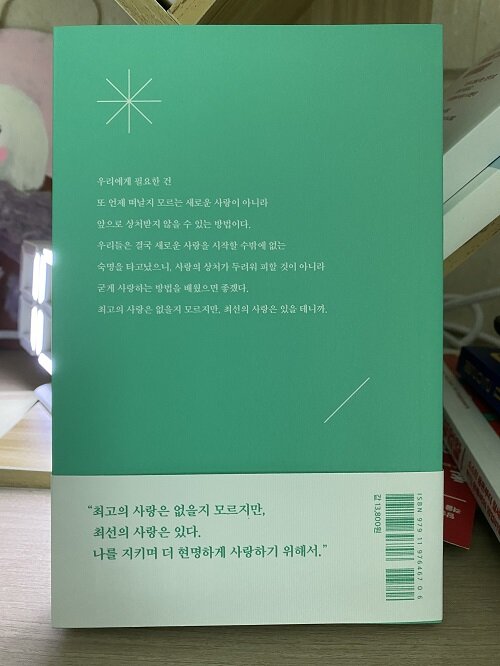 우리에게 필요한 건
또 언제 떠날지 모르는 새로운 사랑이 아니라
앞으로 상처받지 않을 수 있는 방법이다.
우리들은 결국 새로운 사랑을 시작할 수밖에 없는
숙명을 타고났으니, 사랑의 상처가 두려워 피할 것이 아니라
굳게 사랑하는 방법을 배웠으면 좋겠다.
최고의 사랑은 없을지 모르지만, 최선의 사랑은 있을 테니까.
“최고의 사랑은 없을지 모르지만,
최선의 사랑은 있다.
나를 지키며 더 현명하게 사랑하기 위해서.”
값 13,800원
ISBN 979 11 976467 0 6